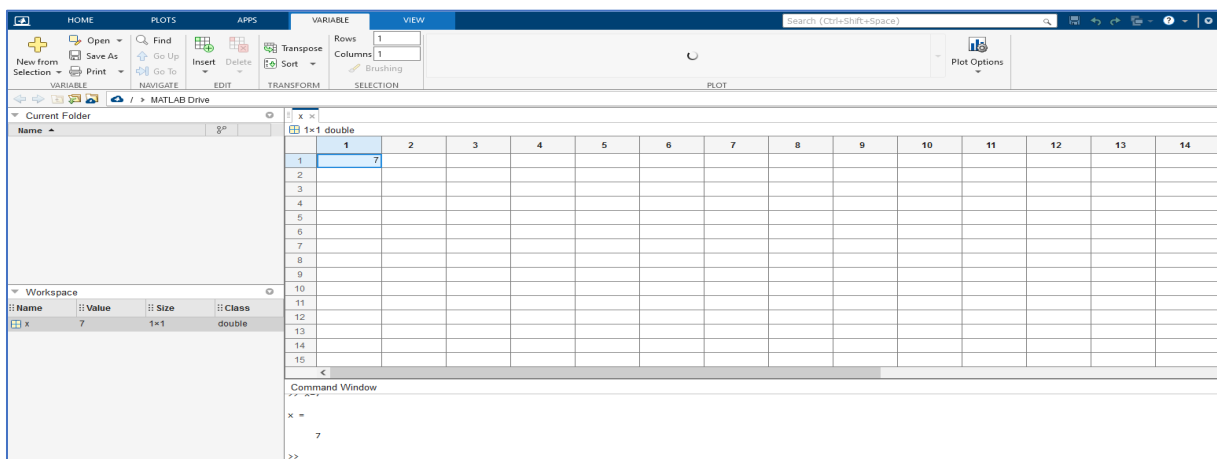 HOME PLOTS APPS VARIABLE VIEW Search (Ctrl+Shift+Space)
New from Selection
Open
Save As
Print
Find
Go Up
Go To
Insert Delete
Transpose
Sort
Rows 1
Columns 1
Brushing
Plot Options
VARIABLE NAVIGATE EDIT TRANSFORM SELECTION PLOT
/ > MATLAB Drive
Current Folder
Name
x
1×1 double
1 2 3 4 5 6 7 8 9 10 11 12 13 14
1 7
2
3
4
5
6
7
8
9
10
11
12
13
14
15
Workspace
Name Value Size Class
x 7 1×1 double
Command Window
x =
7
>>